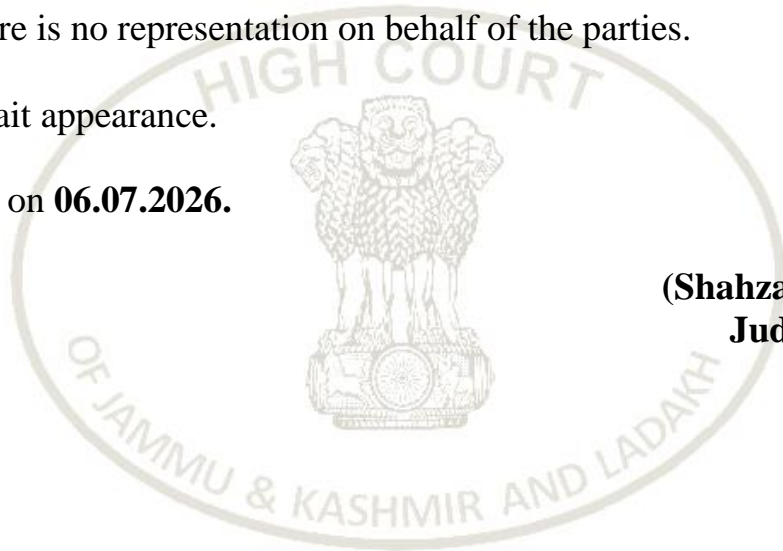 re is no representation on behalf of the parties.
ait appearance.
on 06.07.2026.
(Shahza
Jud
HIGH COURT
OF JAMMU & KASHMIR AND LADAKH